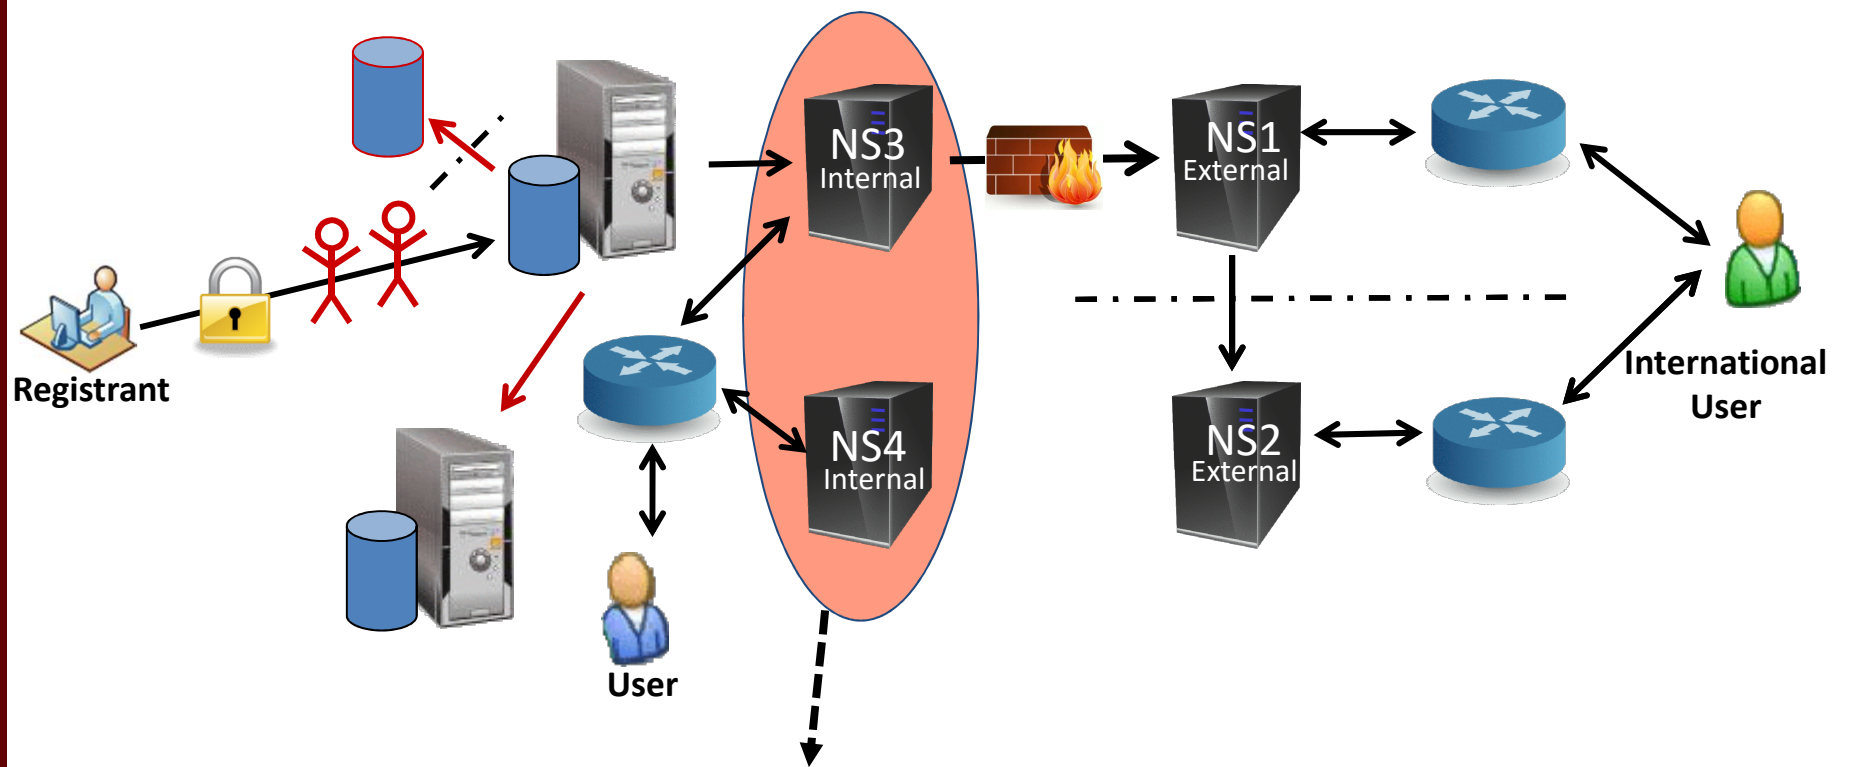 NS3
Internal
NS1
External
Registrant
International
User
NS4
Internal
NS2
External
User